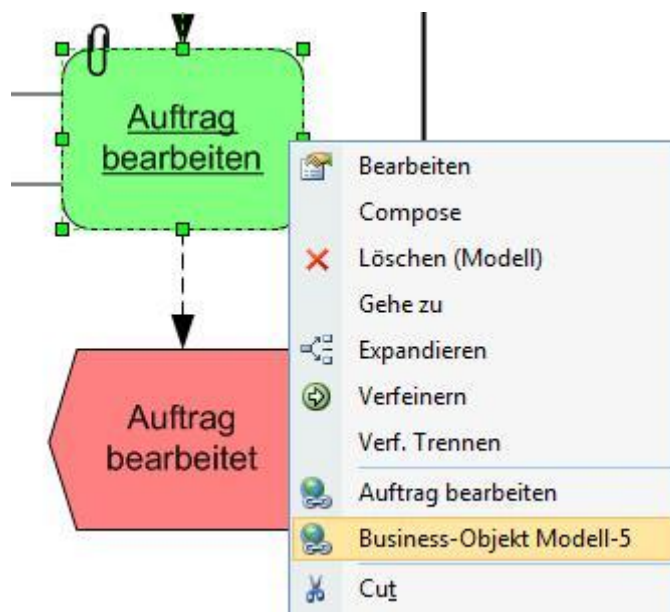 Auftrag
bearbeiten
Bearbeiten
Compose
Löschen (Modell)
Gehe zu
Expandieren
Verfeinern
Verf. Trennen
Auftrag bearbeiten
Business-Objekt Modell-5
Cut
Auftrag
bearbeitet